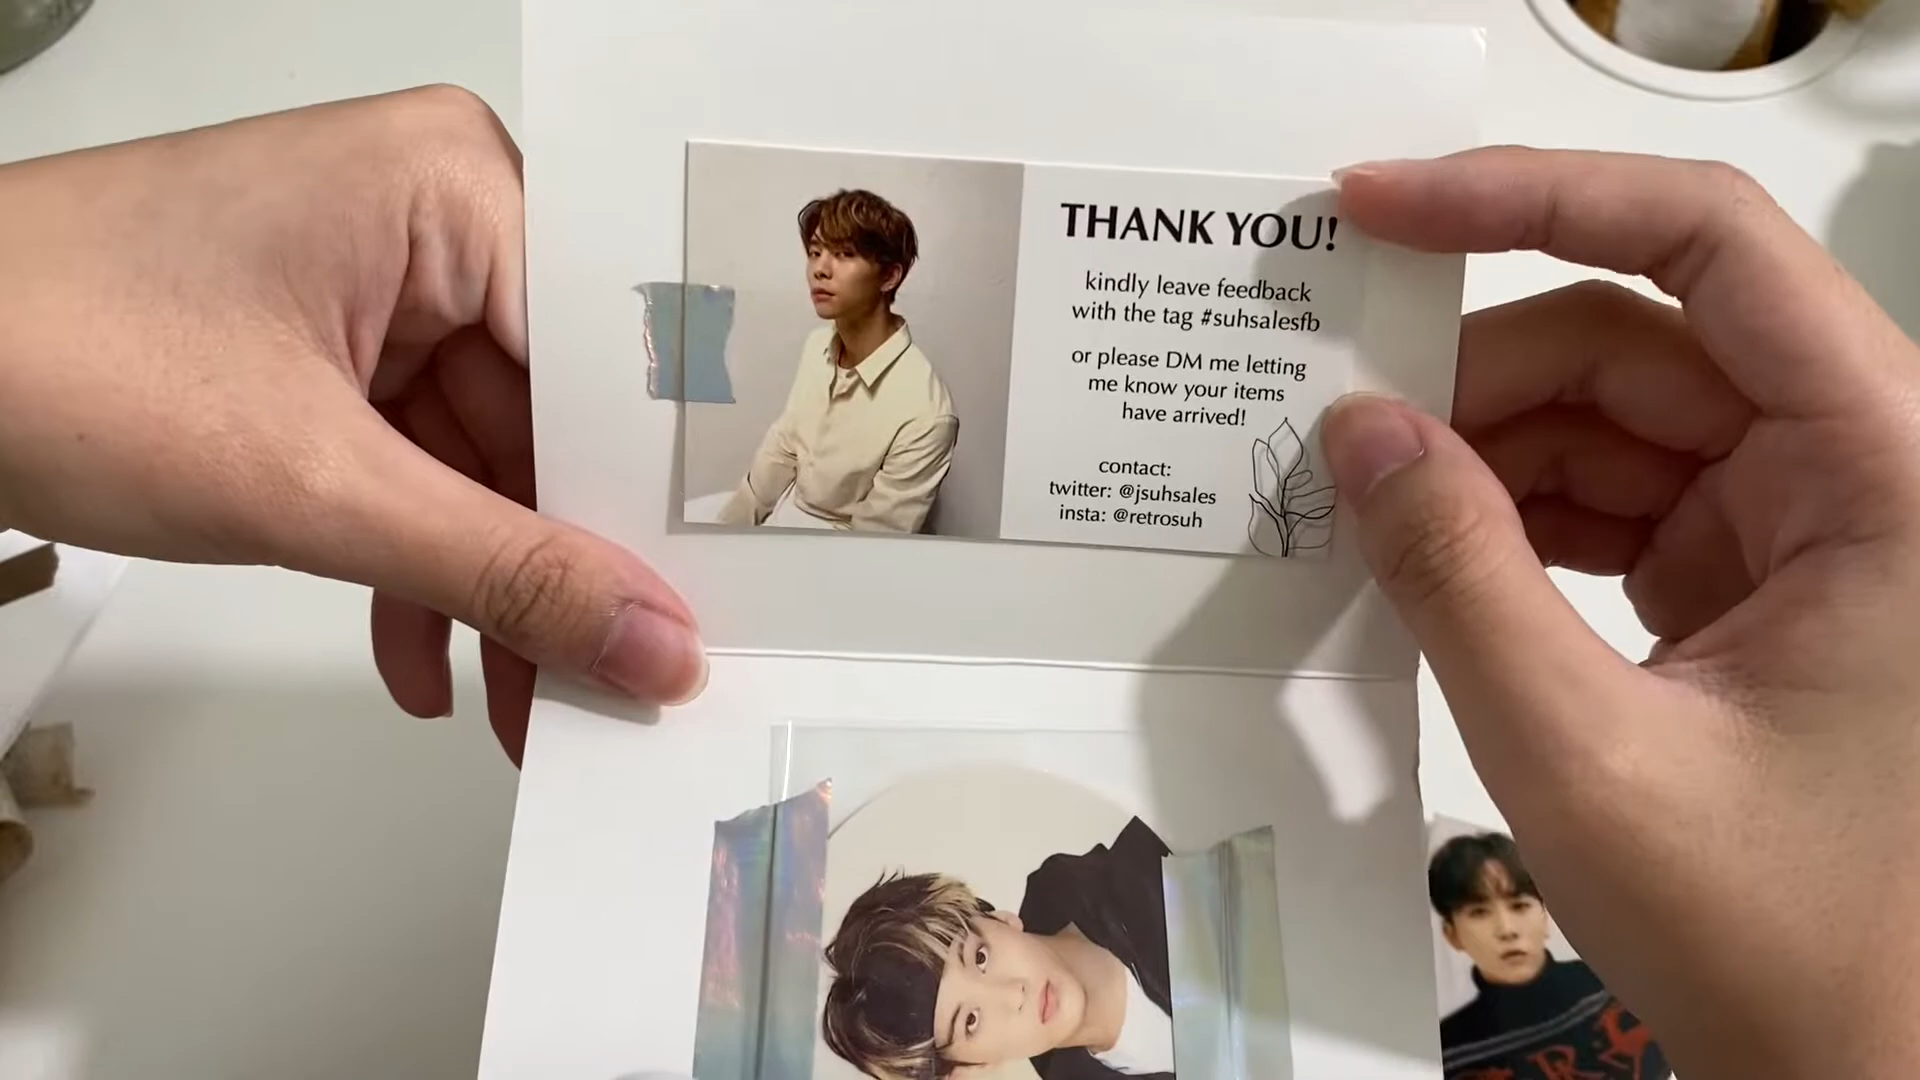 THANK YOU!
kindly leave feedback
with the tag #suhsalesfb
or please DM me letting
me know your items
have arrived!
contact:
twitter: @jsuhsales
insta: @retrosuh